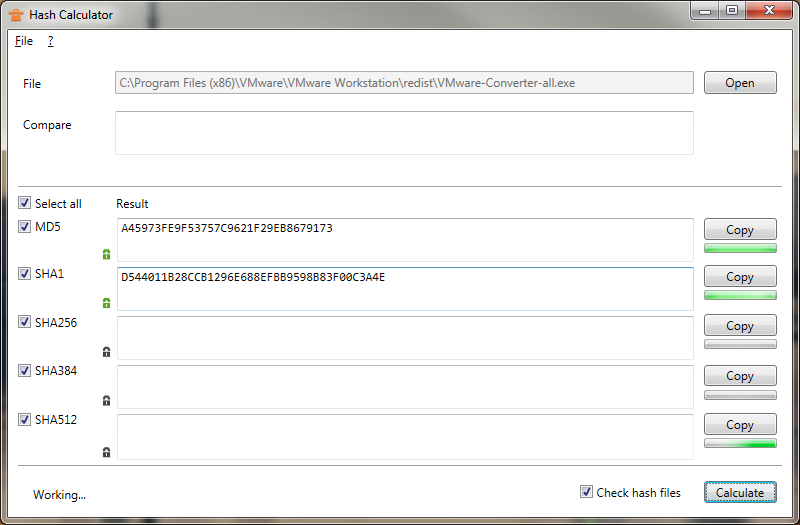 Hash Calculator
File ?
File C:\Program Files (x86)\VMware\VMware Workstation\redist\VMware-Converter-all.exe Open
Compare
Select all Result
MD5 A45973FE9F53757C9621F29EB8679173 Copy
SHA1 D544011B28CCB1296E688EFBB9598B83F00C3A4E Copy
SHA256 Copy
SHA384 Copy
SHA512 Copy
Working... Check hash files Calculate